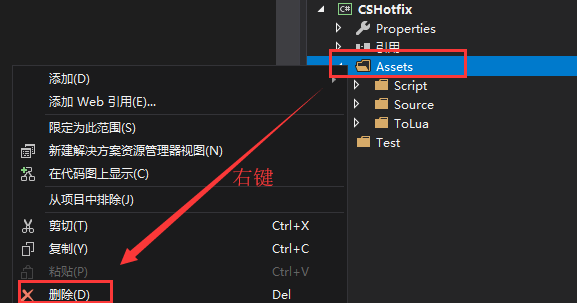 C# CSHotfix
Properties
引用
Assets
Script
Source
ToLua
Test
添加(D)
添加 Web 引用(E)...
限定为此范围(S)
新建解决方案资源管理器视图(N)
在代码图上显示(C)
从项目中排除(J)
右键
剪切(T) Ctrl+X
复制(Y) Ctrl+C
粘贴(P) Ctrl+V
删除(D) Del